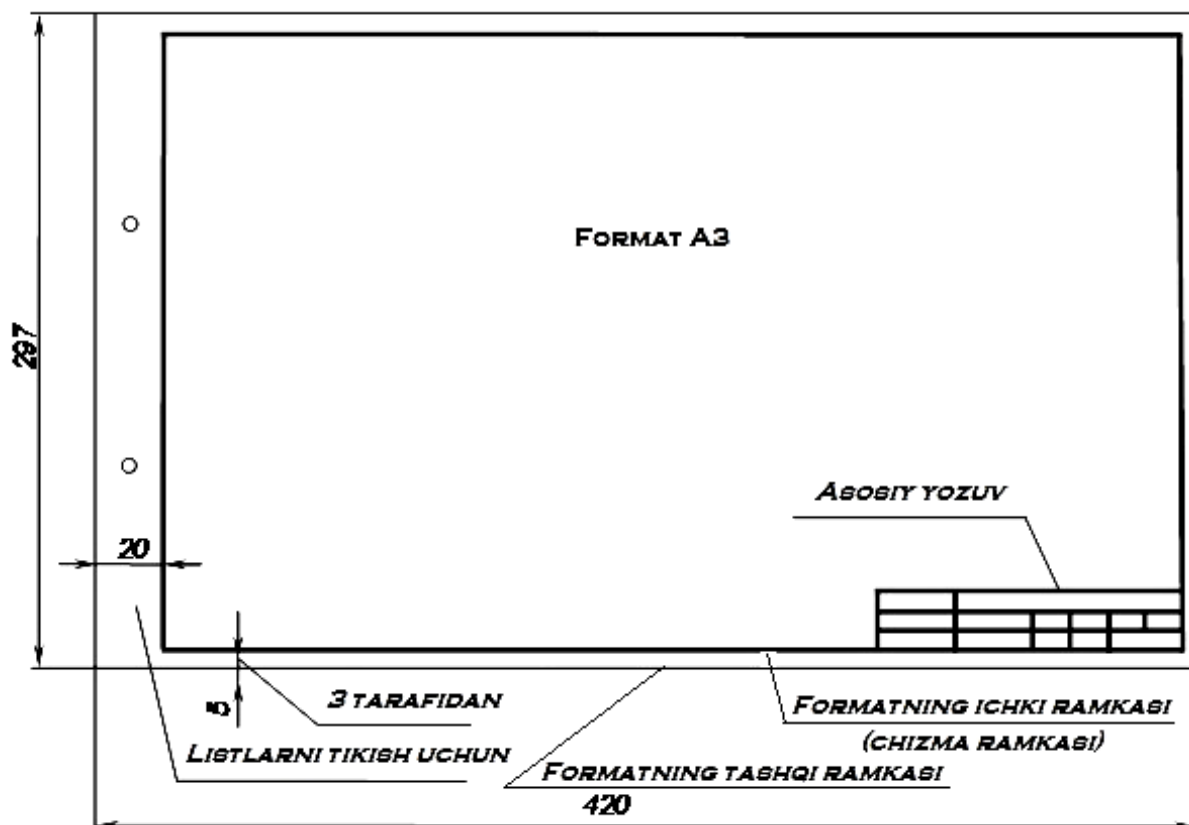 FORMAT A3
297
ASOSIY YOZUV
20
5
3 TARAFIDAN
FORMATNING ICHKI RAMKASI
(CHIZMA RAMKASI)
LISTLARNI TIKISH UCHUN
FORMATNING TASHQI RAMKASI
420